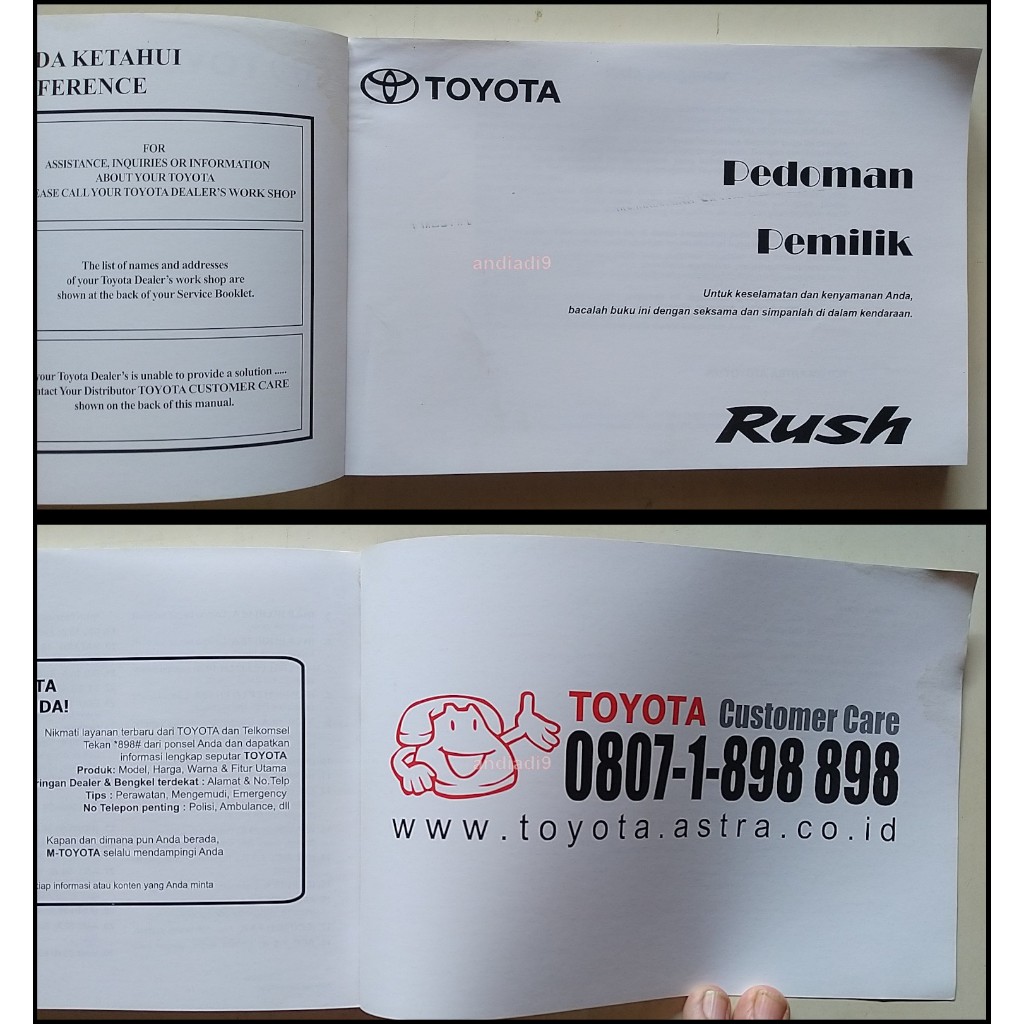 DA KETAHUI
FERENCE
FOR
ASSISTANCE, INQUIRIES OR INFORMATION
ABOUT YOUR TOYOTA
EASE CALL YOUR TOYOTA DEALER'S WORK SHOP
The list of names and addresses
of your Toyota Dealer's work shop are
shown at the back of your Service Booklet.
your Toyota Dealer's is unable to provide a solution .....
ntact Your Distributor TOYOTA CUSTOMER CARE
shown on the back of this manual.
TOYOTA
Pedoman
Pemilik
andiadi9
Untuk keselamatan dan kenyamanan Anda,
bacalah buku ini dengan seksama dan simpanlah di dalam kendaraan.
Rush
TA
DA!
Nikmati layanan terbaru dari TOYOTA dan Telkomsel
Tekan *898# dari ponsel Anda dan dapatkan
informasi lengkap seputar TOYOTA
Produk: Model, Harga, Warna & Fitur Utama
ringan Dealer & Bengkel terdekat : Alamat & No.Telp
Tips : Perawatan, Mengemudi, Emergency
No Telepon penting : Polisi, Ambulance, dll
Kapan dan dimana pun Anda berada,
M-TOYOTA selalu mendampingi Anda
tiap informasi atau konten yang Anda minta
TOYOTA Customer Care
0807-1-898 898
andiadi9
www.toyota.astra.co.id